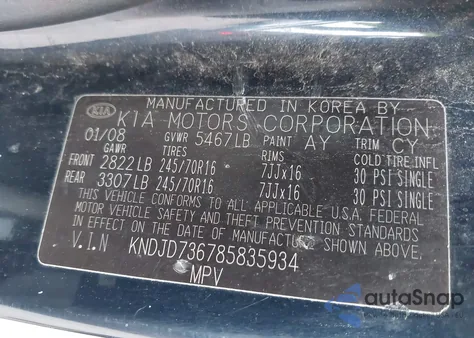 MANUFACTURED IN KOREA BY
KIA KIA MOTORS CORPORATION
01/08 GVWR 5467LB PAINT AY TRIM CY
GAWR TIRES RIMS COLD TIRE.INFL
FRONT 2822LB 245/70R16 7JJx16 30 PSI SINGLE
REAR 3307LB 245/70R16 7JJx16 30 PSI SINGLE
THIS VEHICLE CONFORMS TO ALL APPLICABLE U.S.A. FEDERAL
MOTOR VEHICLE SAFETY AND THEFT PREVENTION STANDARDS
IN EFFECT ON THE DATE OF MANUFACTURE SHOWN ABOVE.
V.I.N KNDJD736785835934
MPV
autoSnap